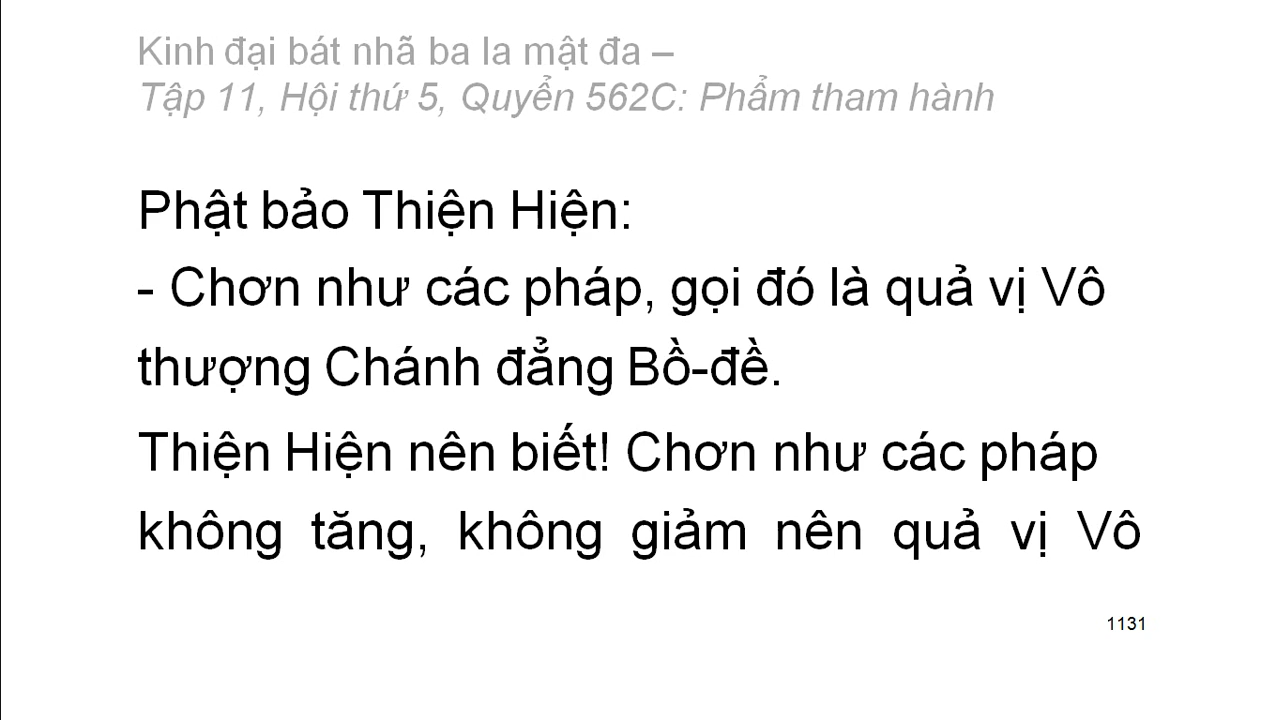 Kinh đại bát nhã ba la mật đa –
Tập 11, Hội thứ 5, Quyển 562C: Phẩm tham hành
Phật bảo Thiện Hiện:
- Chơn như các pháp, gọi đó là quả vị Vô
thượng Chánh đẳng Bồ-đề.
Thiện Hiện nên biết! Chơn như các pháp
không tăng, không giảm nên quả vị Vô
1131